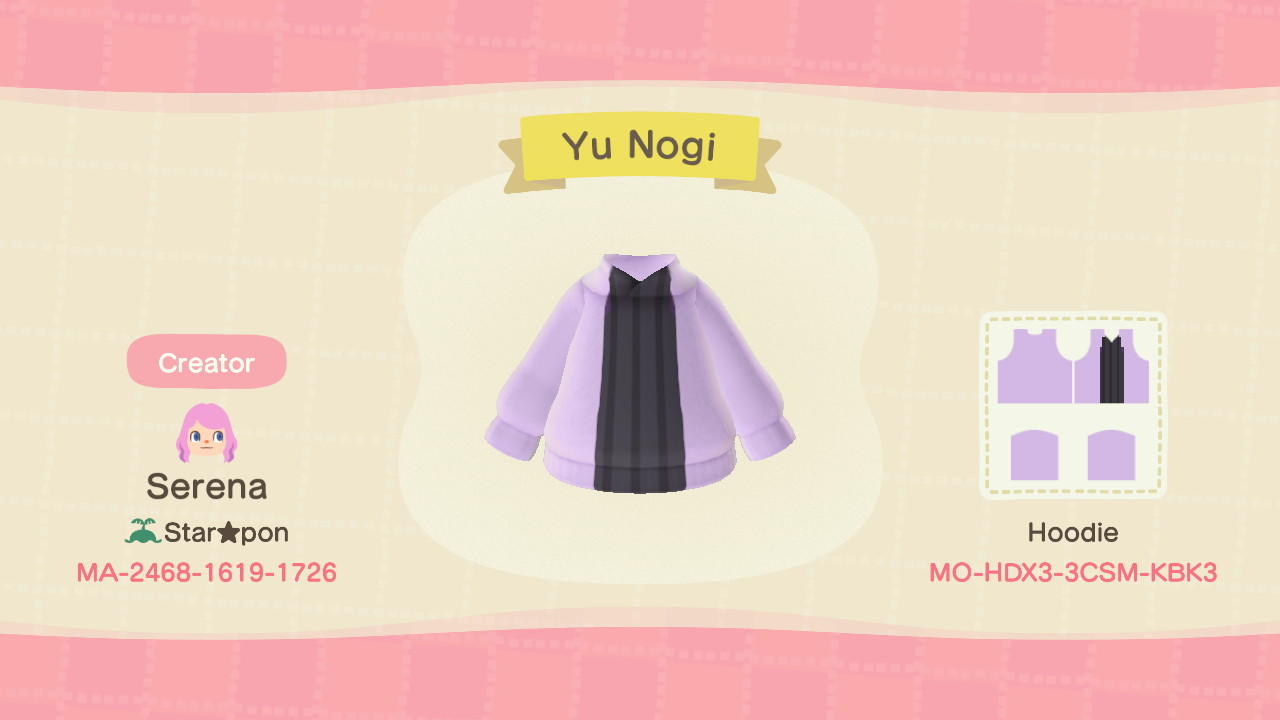 Yu Nogi
Creator
Serena
Star★pon
MA-2468-1619-1726
Hoodie
MO-HDX3-3CSM-KBK3